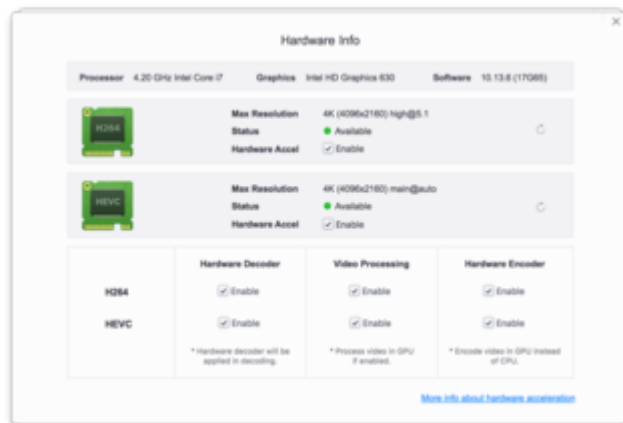 Hardware Info
Processor 4.20 GHz Intel Core i7 Graphics Intel HD Graphics 630 Software 10.13.6 (17G65)
H264
Max Resolution 4K (4096x2160) high@5.1
Status Available
Hardware Accel Enable
HEVC
Max Resolution 4K (4096x2160) main@auto
Status Available
Hardware Accel Enable
Hardware Decoder Video Processing Hardware Encoder
H264 Enable Enable Enable
HEVC Enable Enable Enable
* Hardware decoder will be * Process video in GPU * Encode video in GPU instead
applied in decoding. if enabled. of CPU.
More info about hardware acceleration